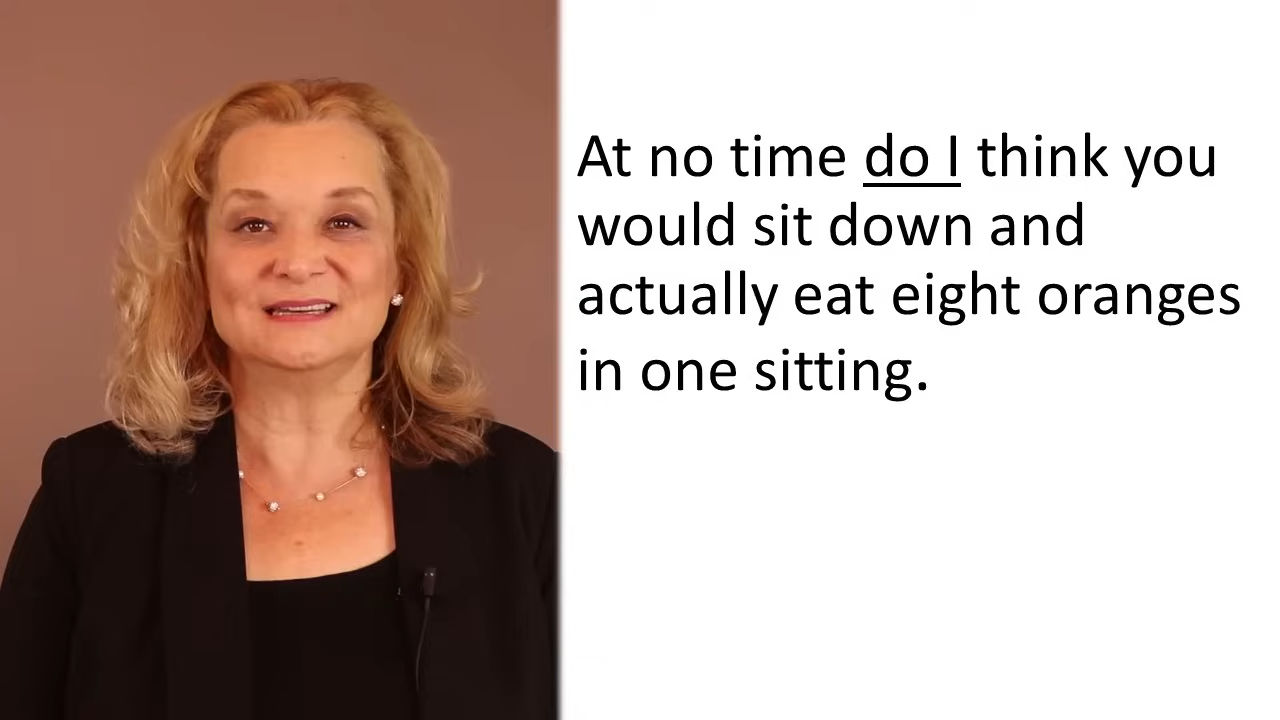 At no time do I think you
would sit down and
actually eat eight oranges
in one sitting.